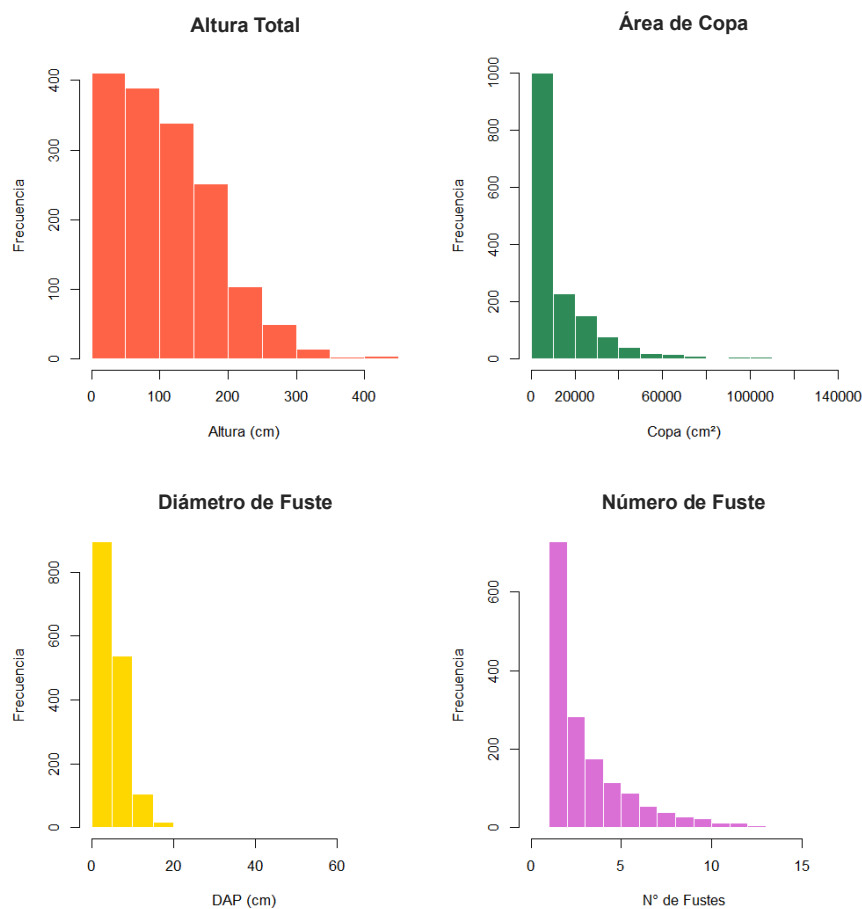 Altura Total
Frecuencia
0 100 200 300 400
0 100 200 300 400
Altura (cm)
Área de Copa
Frecuencia
0 200 400 600 800 1000
0 20000 60000 100000 140000
Copa (cm²)
Diámetro de Fuste
Frecuencia
0 200 400 600 800
0 20 40 60
DAP (cm)
Número de Fuste
Frecuencia
0 200 400 600
0 5 10 15
N° de Fustes